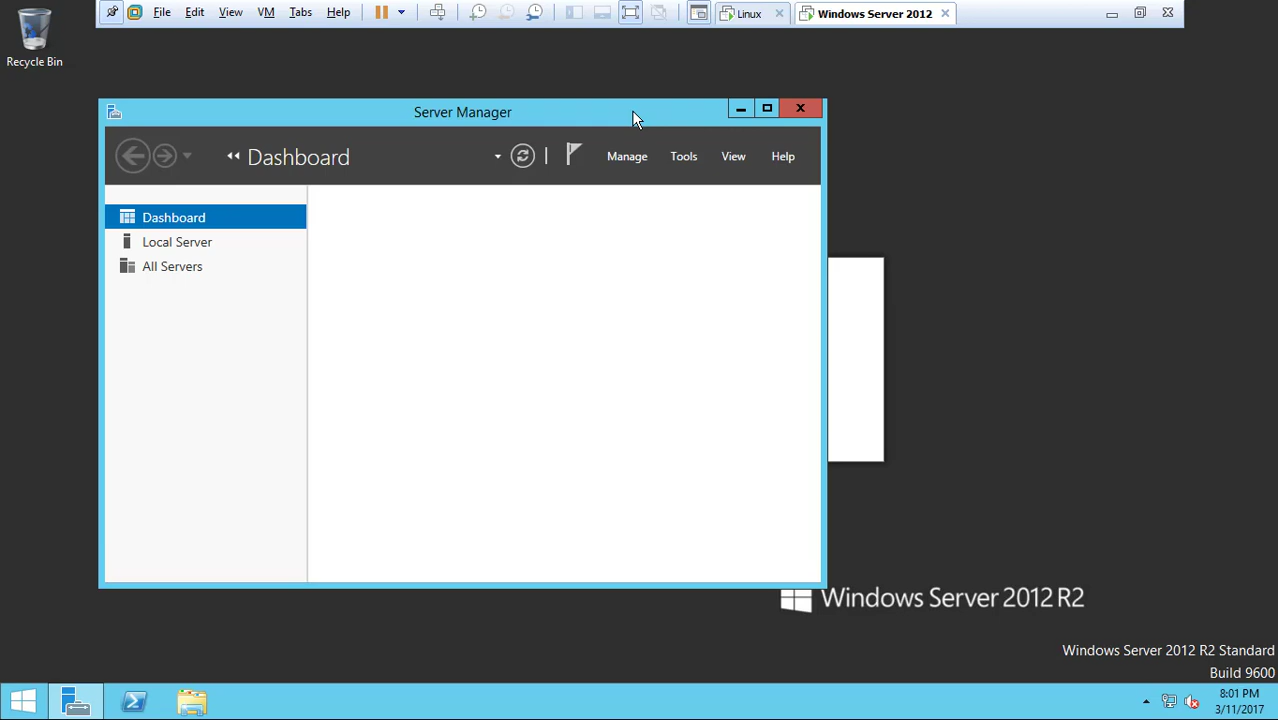 File Edit View VM Tabs Help Linux Windows Server 2012
Recycle Bin
Server Manager
Dashboard
Manage Tools View Help
Dashboard
Local Server
All Servers
Windows Server 2012 R2
Windows Server 2012 R2 Standard
Build 9600
8:01 PM
3/11/2017